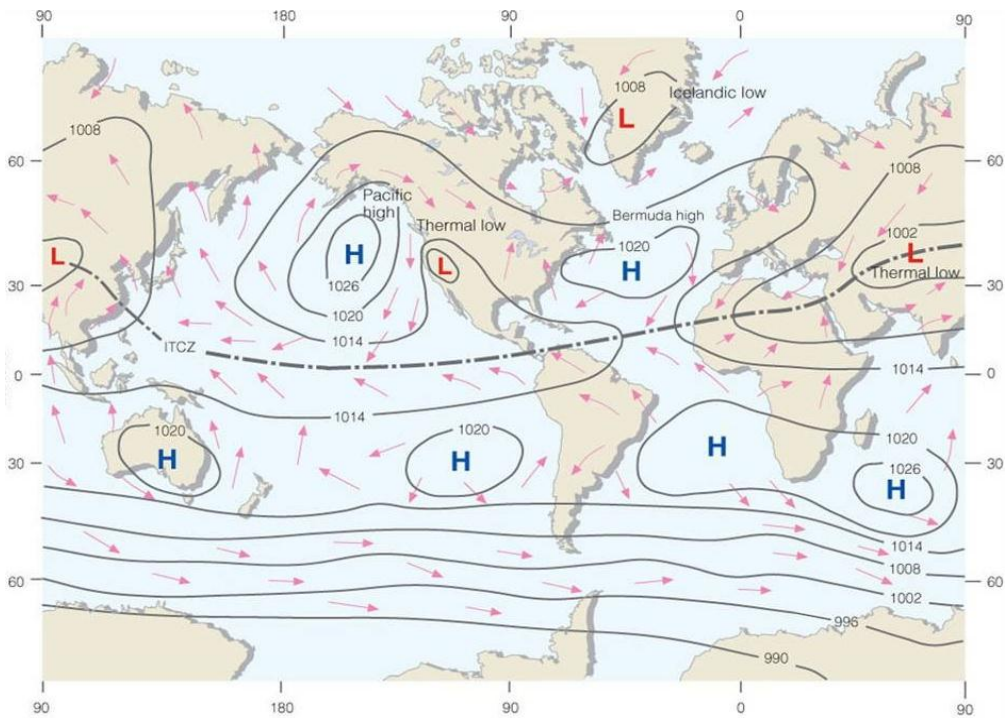 90 180 90 0 90
1008
Icelandic low
L
1008
60 60
1008
Pacific
high
Bermuda high
1002
Thermal low
H
1020
L
L
L
H
Thermal low
30 30
1026
1020
1014
ITCZ
0 1014 0
1014
1020 1020 1020
H
H
H
30 30
1026
H
1014
1008
60 60
1002
996
990
90 180 90 0 90